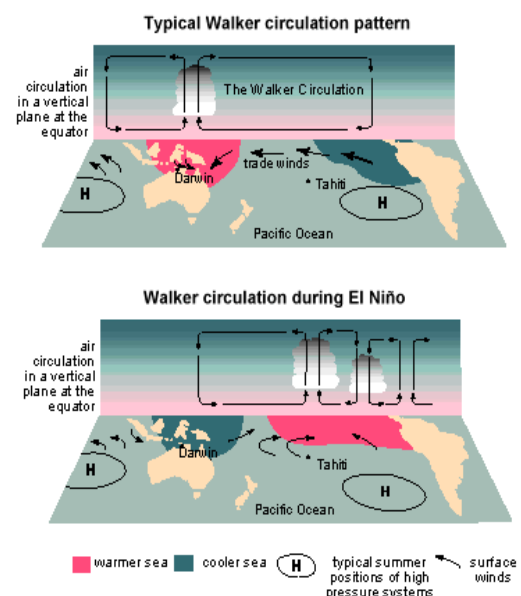 Typical Walker circulation pattern
air
circulation
in a vertical
plane at the
equator
The Walker Circulation
trade winds
Darwin
Tahiti
H
H
Pacific Ocean
Walker circulation during El Niño
air
circulation
in a vertical
plane at the
equator
Darwin
H
Tahiti
H
Pacific Ocean
warmer sea
cooler sea
H
typical summer
positions of high
pressure systems
surface
winds